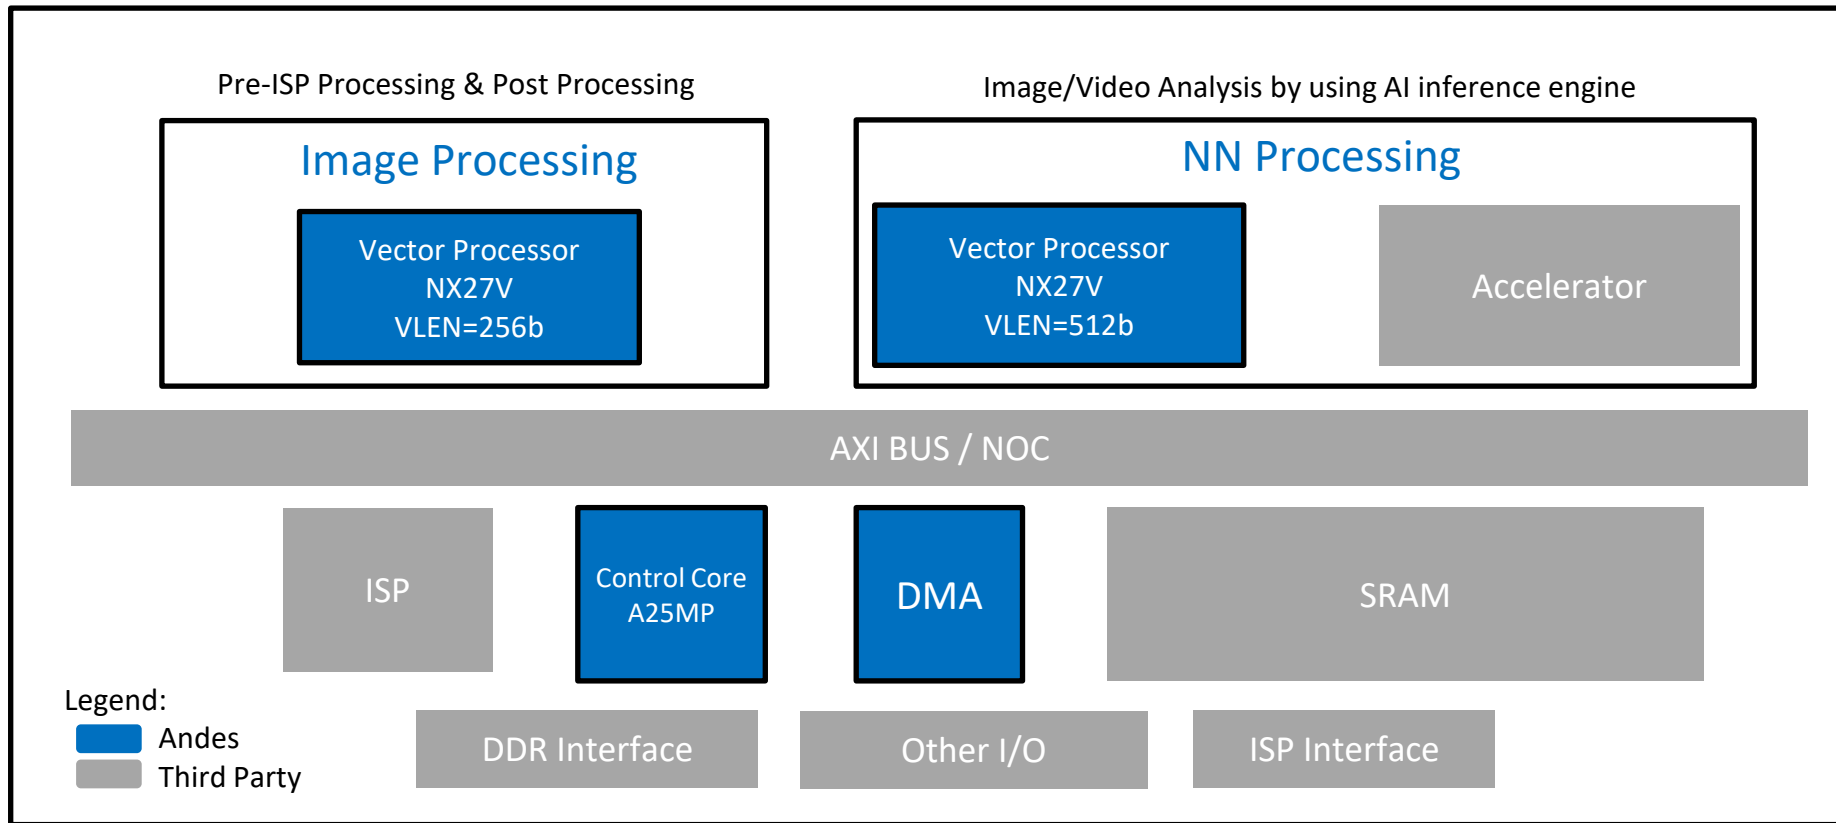 Pre-ISP Processing & Post Processing
Image/Video Analysis by using AI inference engine
Image Processing
Vector Processor
NX27V
VLEN=256b
NN Processing
Vector Processor
NX27V
VLEN=512b
Accelerator
AXI BUS / NOC
ISP
Control Core
A25MP
DMA
SRAM
Legend:
Andes
Third Party
DDR Interface
Other I/O
ISP Interface